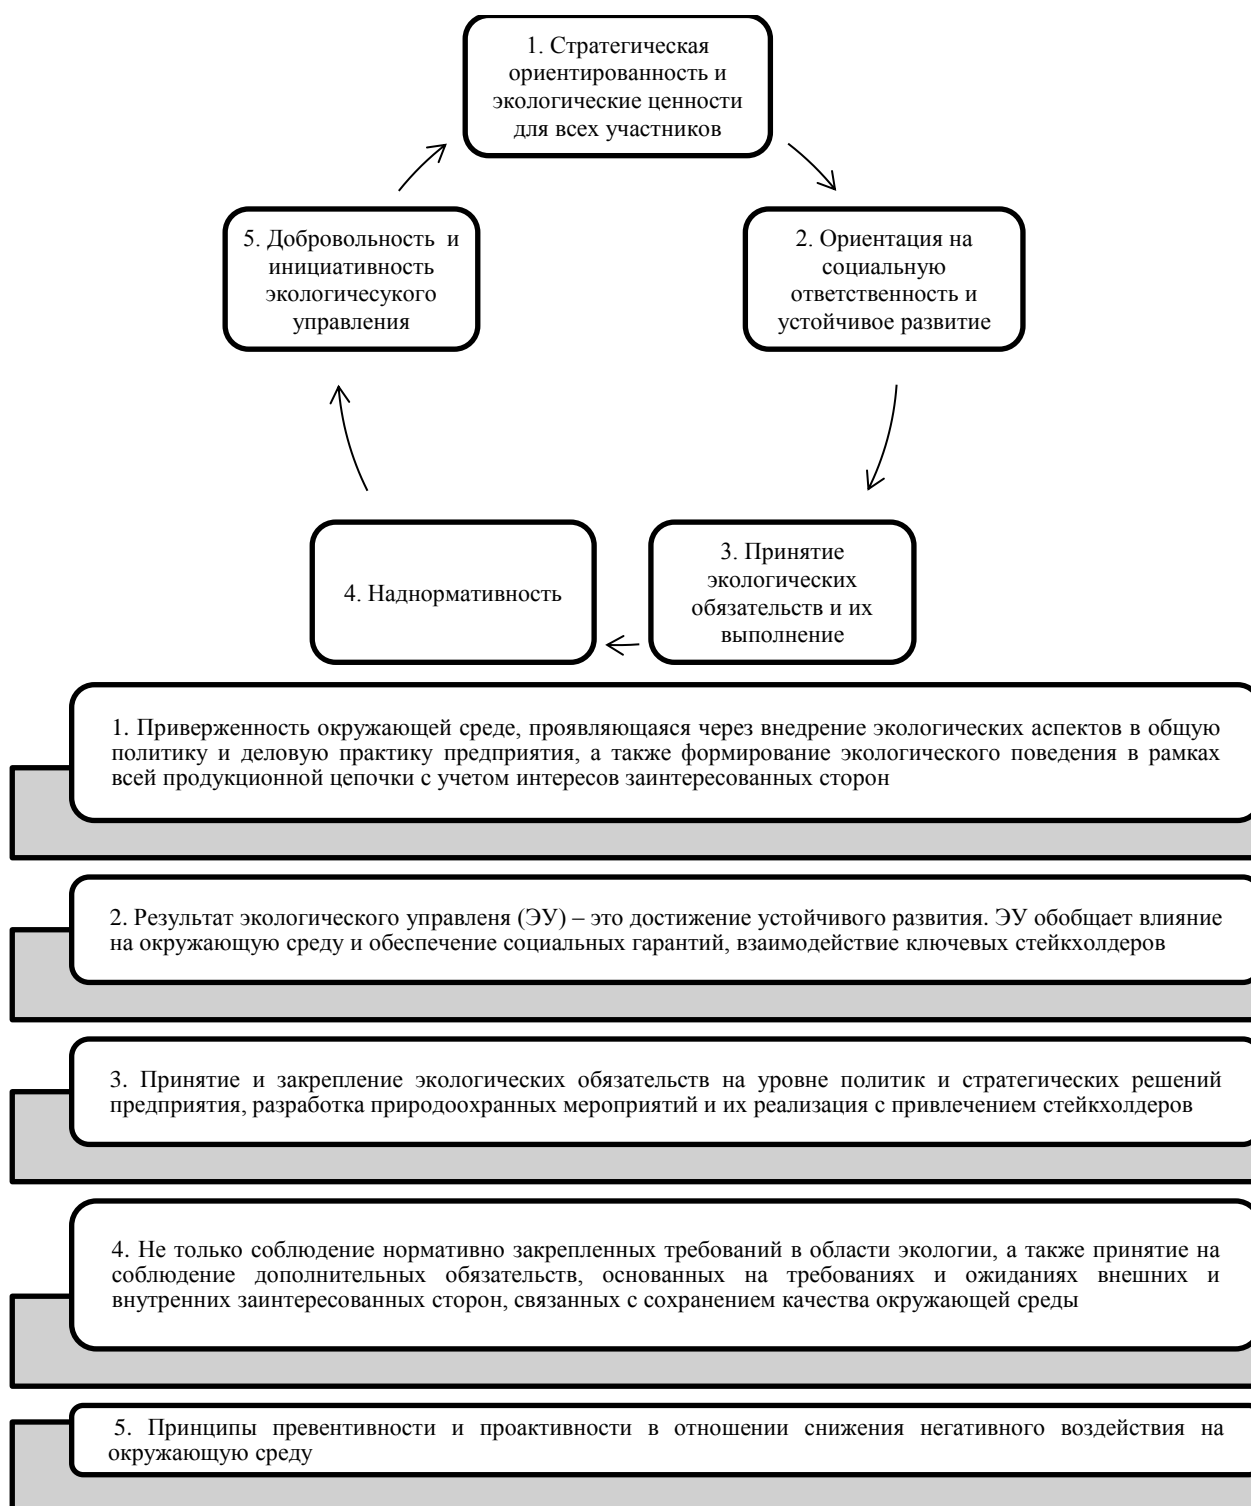 1. Стратегическая
ориентированность и
экологические ценности
для всех участников
5. Добровольность и
инициативность
экологичесукого
управления
2. Ориентация на
социальную
ответственность и
устойчивое развитие
4. Наднормативность
3. Принятие
экологических
обязательств и их
выполнение
1. Приверженность окружающей среде, проявляющаяся через внедрение экологических аспектов в общую
политику и деловую практику предприятия, а также формирование экологического поведения в рамках
всей продукционной цепочки с учетом интересов заинтересованных сторон
2. Результат экологического управленя (ЭУ) – это достижение устойчивого развития. ЭУ обобщает влияние
на окружающую среду и обеспечение социальных гарантий, взаимодействие ключевых стейкхолдеров
3. Принятие и закрепление экологических обязательств на уровне политик и стратегических решений
предприятия, разработка природоохранных мероприятий и их реализация с привлечением стейкхолдеров
4. Не только соблюдение нормативно закрепленных требований в области экологии, а также принятие на
соблюдение дополнительных обязательств, основанных на требованиях и ожиданиях внешних и
внутренних заинтересованных сторон, связанных с сохранением качества окружающей среды
5. Принципы превентивности и проактивности в отношении снижения негативного воздействия на
окружающую среду